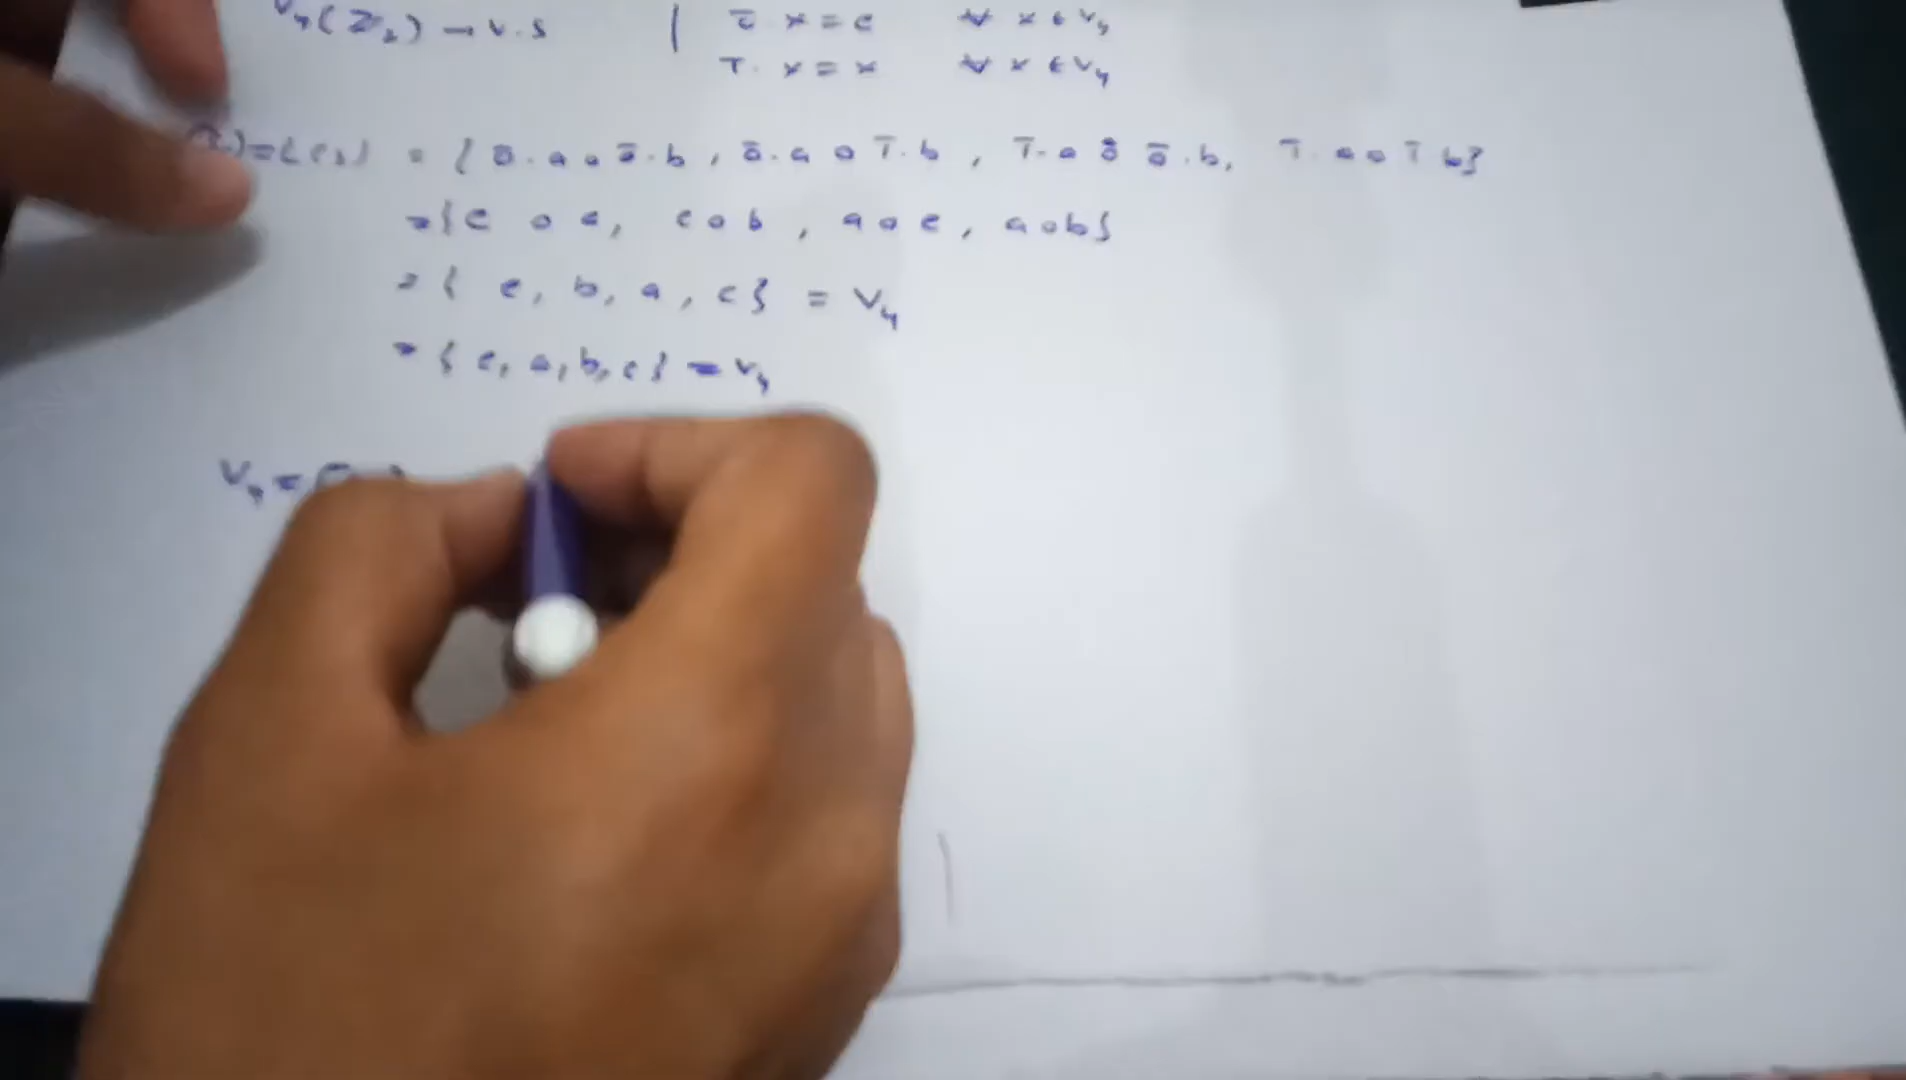 V₄(ℤ₂) → V.S | 0̄ . x = e ∀ x ∈ V₄
1̄ . x = x ∀ x ∈ V₄
= L(S) = { 0̄.a o 0̄.b , 0̄.a o 1̄.b , 1̄.a o 0̄.b, 1̄.a o 1̄ b}
= { e o e, e o b , a o e , a o b }
= { e, b, a, c } = V₄
= { e, a, b, c } = V₄
V₄ =